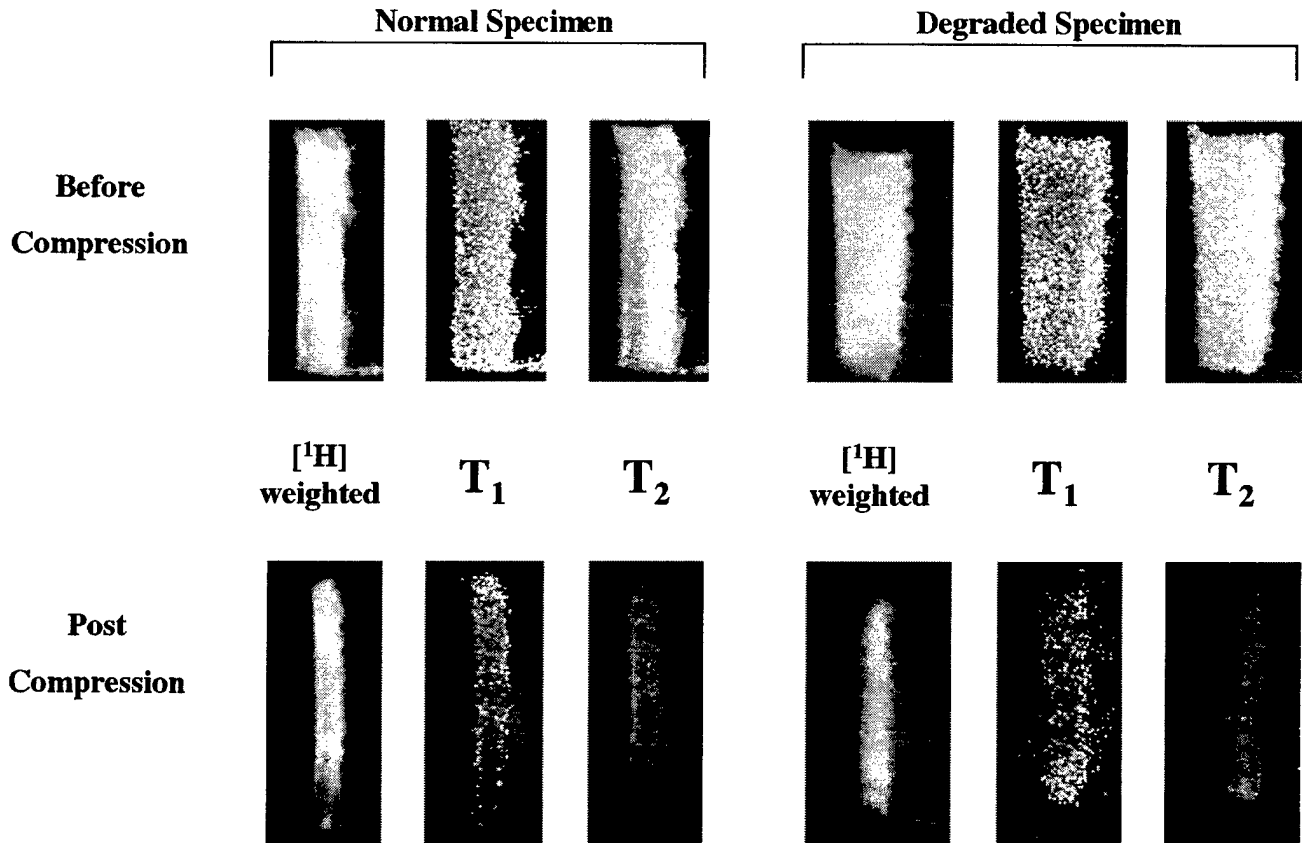 Normal Specimen
Degraded Specimen
Before
Compression
[¹H]
weighted
T₁
T₂
[¹H]
weighted
T₁
T₂
Post
Compression